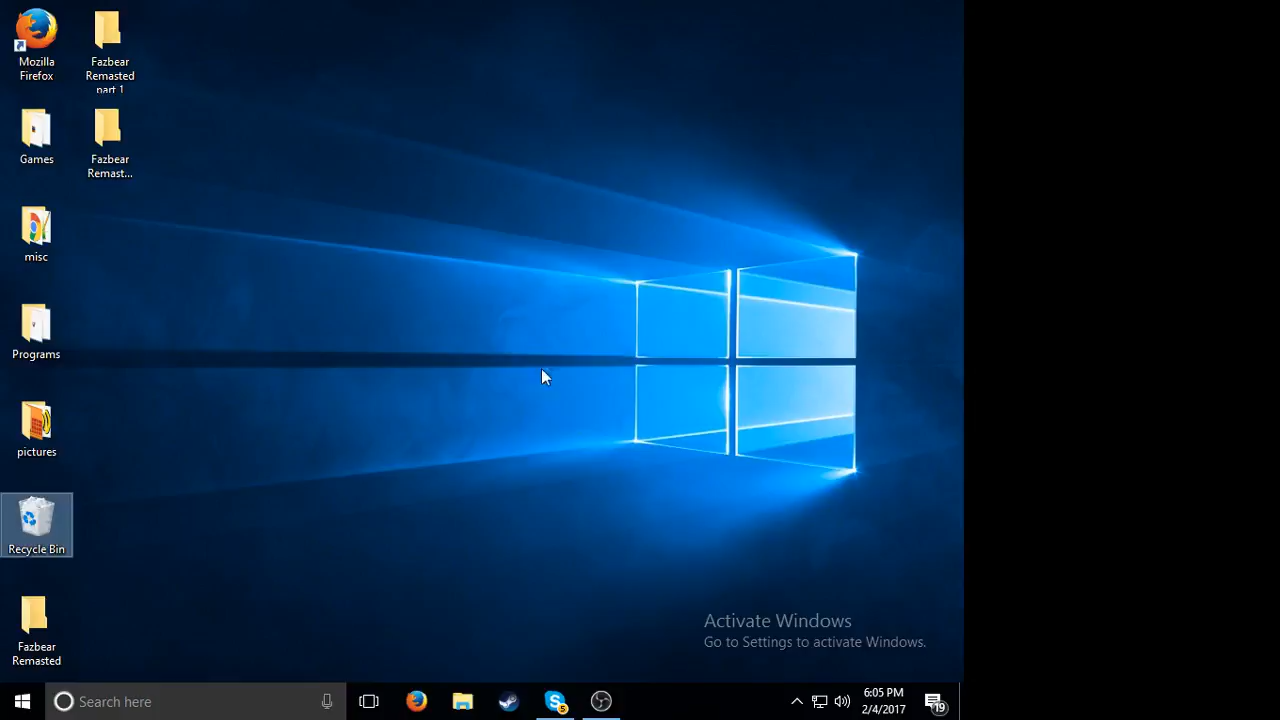 Mozilla
Firefox
Fazbear
Remasted
part 1
Games
Fazbear
Remast...
misc
Programs
pictures
Recycle Bin
Fazbear
Remasted
Activate Windows
Go to Settings to activate Windows.
Search here
5
6:05 PM
2/4/2017
19